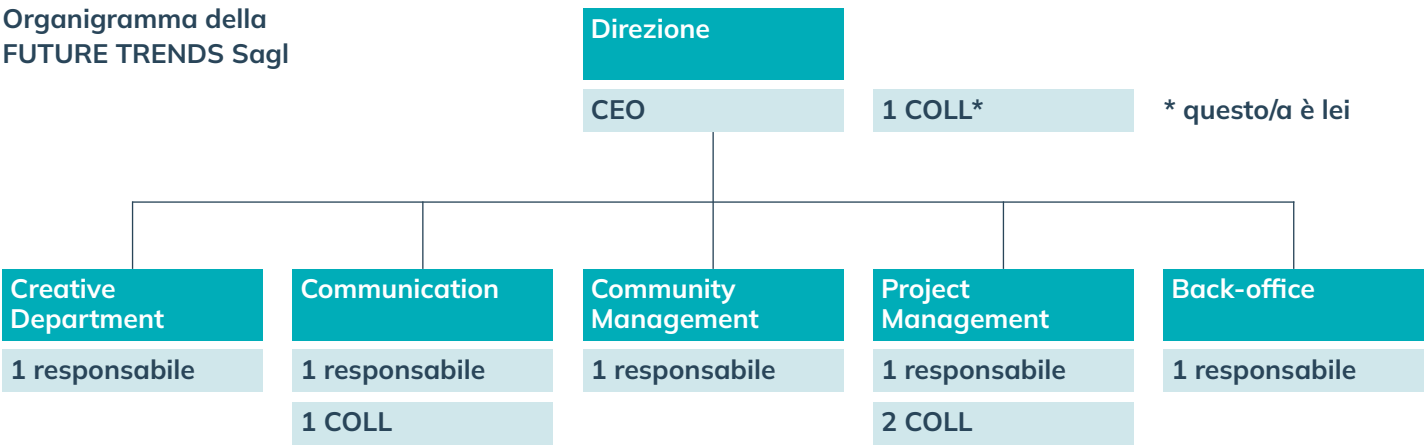 Organigramma della
FUTURE TRENDS Sagl
Direzione
CEO
1 COLL*
* questo/a è lei
Creative
Department
1 responsabile
Communication
1 responsabile
1 COLL
Community
Management
1 responsabile
Project
Management
1 responsabile
2 COLL
Back-office
1 responsabile